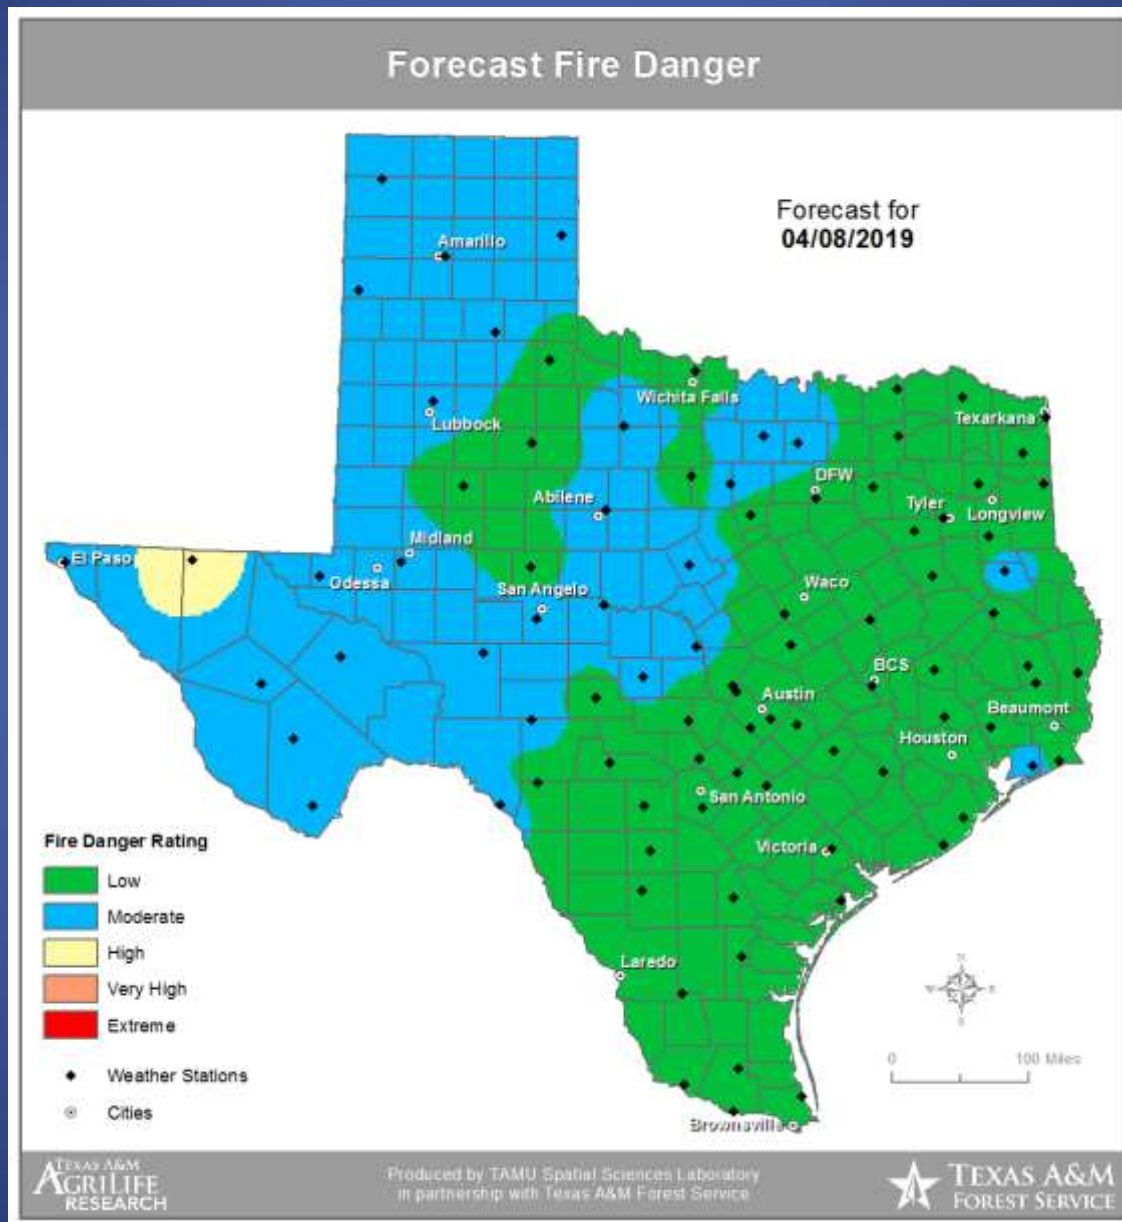 Forecast Fire Danger
Forecast for
04/08/2019
Amarillo
Wichita Falls
Lubbock
Texarkana
DFW
Abilene
Tyler
Longview
Midland
El Paso
Odessa
San Angelo
Waco
BCS
Austin
Beaumont
Houston
San Antonio
Victoria
Laredo
Brownsville
Fire Danger Rating
Low
Moderate
High
Very High
Extreme
Weather Stations
Cities
N
W
E
S
0 100 Miles
TEXAS A&M
AGRILIFE
RESEARCH
Produced by TAMU Spatial Sciences Laboratory
in partnership with Texas A&M Forest Service
TEXAS A&M
FOREST SERVICE